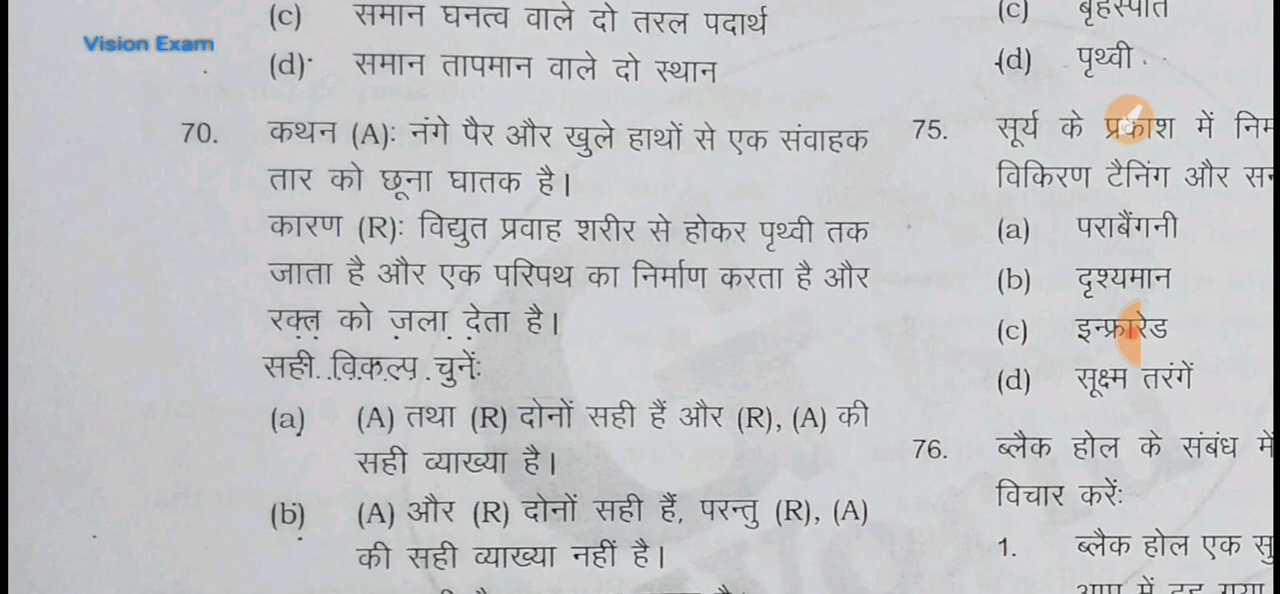 Vision Exam
(c) समान घनत्व वाले दो तरल पदार्थ
(d) समान तापमान वाले दो स्थान
70. कथन (A): नंगे पैर और खुले हाथों से एक संवाहक
तार को छूना घातक है।
कारण (R): विद्युत प्रवाह शरीर से होकर पृथ्वी तक
जाता है और एक परिपथ का निर्माण करता है और
रक्त को जला देता है।
सही विकल्प चुनें:
(a) (A) तथा (R) दोनों सही हैं और (R), (A) की
सही व्याख्या है।
(b) (A) और (R) दोनों सही हैं, परन्तु (R), (A)
की सही व्याख्या नहीं है।
(c) बृहस्पति
(d) पृथ्वी
75. सूर्य के प्रकाश में
विकिरण टैनिंग और
(a) पराबैंगनी
(b) दृश्यमान
(c) इन्फ्रारेड
(d) सूक्ष्म तरंगें
76. ब्लैक होल के संबंध में
विचार करें:
1. ब्लैक होल एक